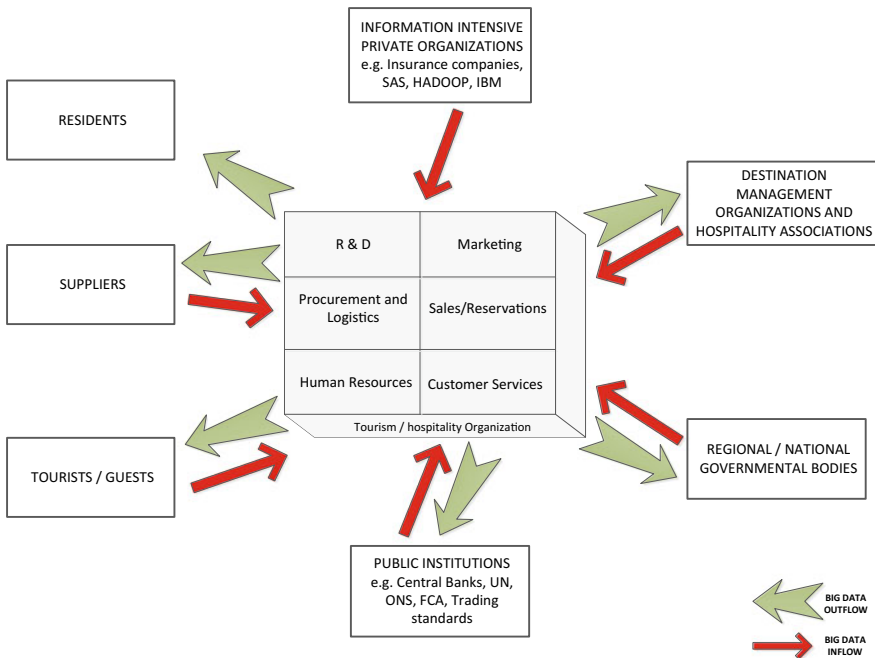 INFORMATION INTENSIVE
PRIVATE ORGANIZATIONS
e.g. Insurance companies,
SAS, HADOOP, IBM
RESIDENTS
DESTINATION
MANAGEMENT
ORGANIZATIONS AND
HOSPITALITY ASSOCIATIONS
R & D
Marketing
SUPPLIERS
Procurement and
Logistics
Sales/Reservations
Human Resources
Customer Services
Tourism / hospitality Organization
TOURISTS / GUESTS
REGIONAL / NATIONAL
GOVERNMENTAL BODIES
PUBLIC INSTITUTIONS
e.g. Central Banks, UN,
ONS, FCA, Trading
standards
BIG DATA
OUTFLOW
BIG DATA
INFLOW